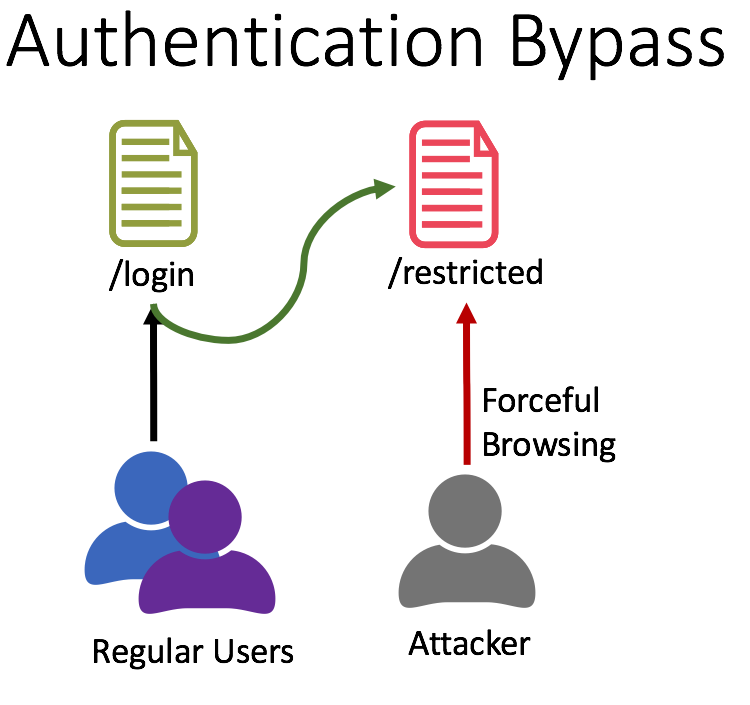 Authentication Bypass
/login
/restricted
Forceful
Browsing
Regular Users
Attacker